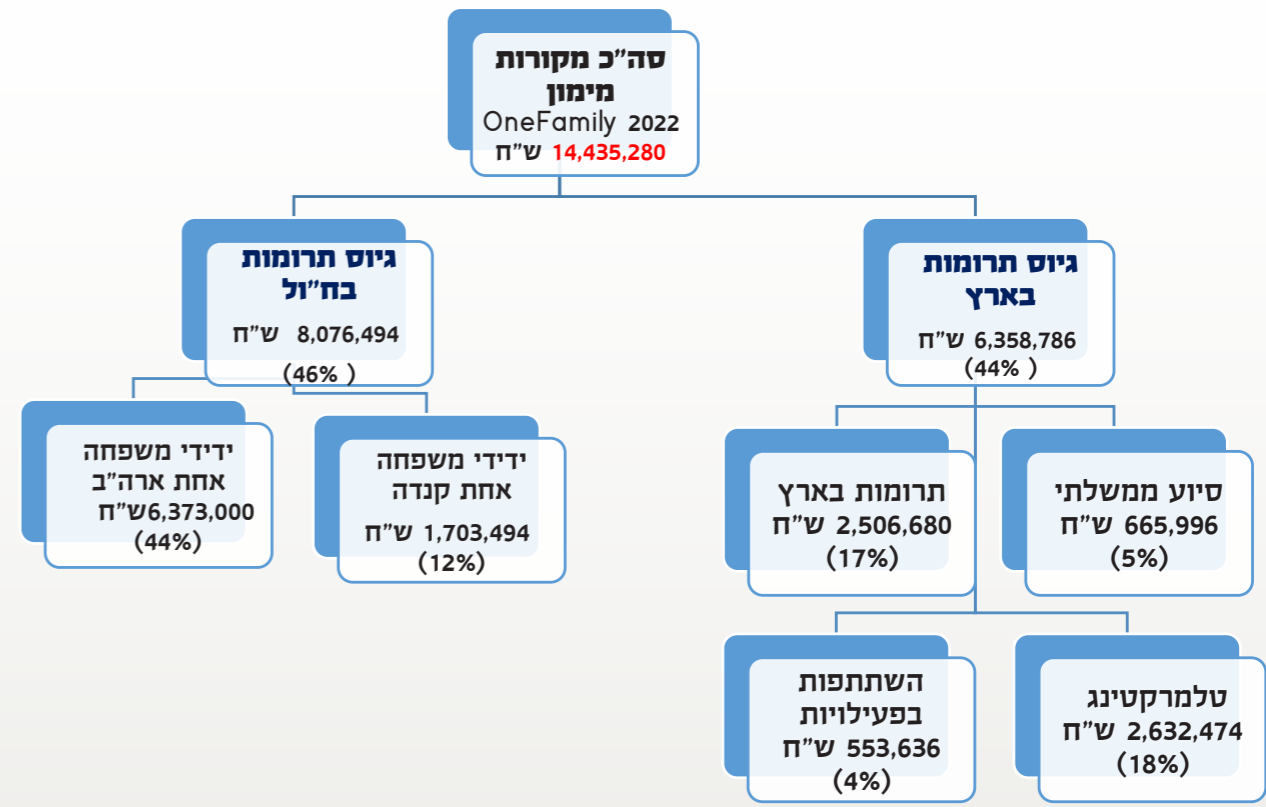 סה"כ מקורות
מימון
OneFamily 2022
14,435,280 ש"ח
גיוס תרומות
בארץ
6,358,786 ש"ח
(44% )
גיוס תרומות
בח"ול
8,076,494 ש"ח
(46% )
סיוע ממשלתי
665,996 ש"ח
(5%)
תרומות בארץ
2,506,680 ש"ח
(17%)
טלמרקטינג
2,632,474 ש"ח
(18%)
השתתפות
בפעילויות
553,636 ש"ח
(4%)
ידידי משפחה
אחת קנדה
1,703,494 ש"ח
(12%)
ידידי משפחה
אחת ארה"ב
6,373,000ש"ח
(44%)